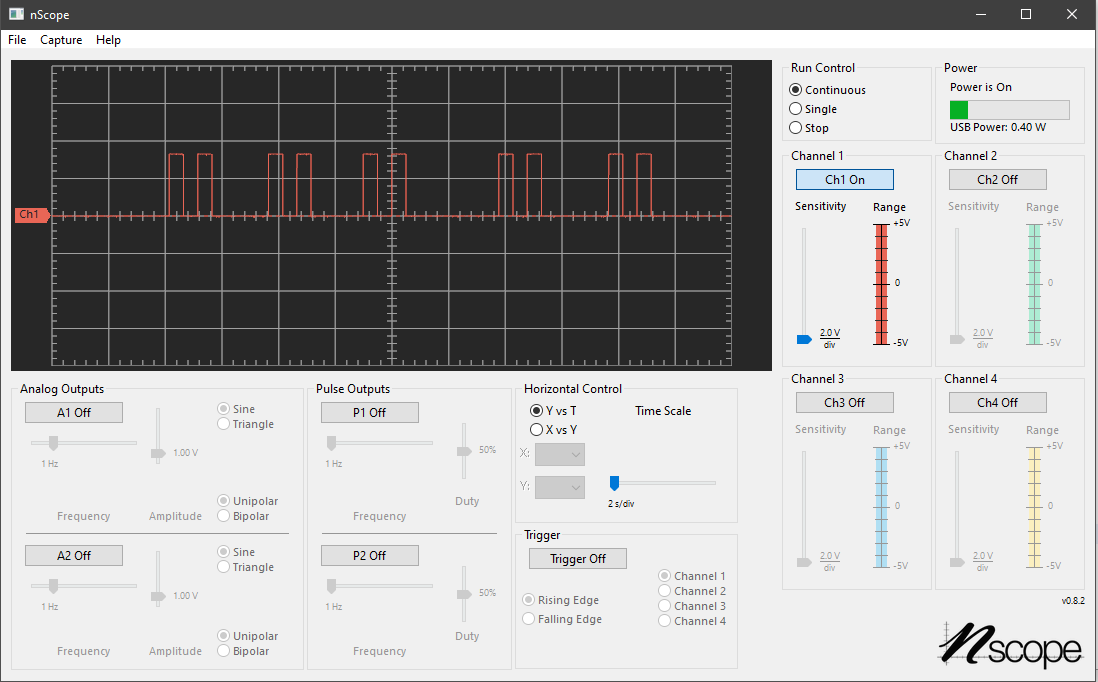 nScope
File Capture Help
Ch1
Run Control
Continuous
Single
Stop
Power
Power is On
USB Power: 0.40 W
Channel 1
Ch1 On
Sensitivity Range
+5V
0
2.0 V
div
-5V
Channel 2
Ch2 Off
Sensitivity Range
+5V
0
2.0 V
div
-5V
Channel 3
Ch3 Off
Sensitivity Range
+5V
0
2.0 V
div
-5V
Channel 4
Ch4 Off
Sensitivity Range
+5V
0
2.0 V
div
-5V
Analog Outputs
A1 Off
1 Hz
1.00 V
Sine
Triangle
Unipolar
Bipolar
Frequency Amplitude
A2 Off
1 Hz
1.00 V
Sine
Triangle
Unipolar
Bipolar
Frequency Amplitude
Pulse Outputs
P1 Off
1 Hz
50%
Duty
Frequency
P2 Off
1 Hz
50%
Duty
Frequency
Horizontal Control
Y vs T
X vs Y
Time Scale
X:
Y:
2 s/div
Trigger
Trigger Off
Rising Edge
Falling Edge
Channel 1
Channel 2
Channel 3
Channel 4
v0.8.2
nscope